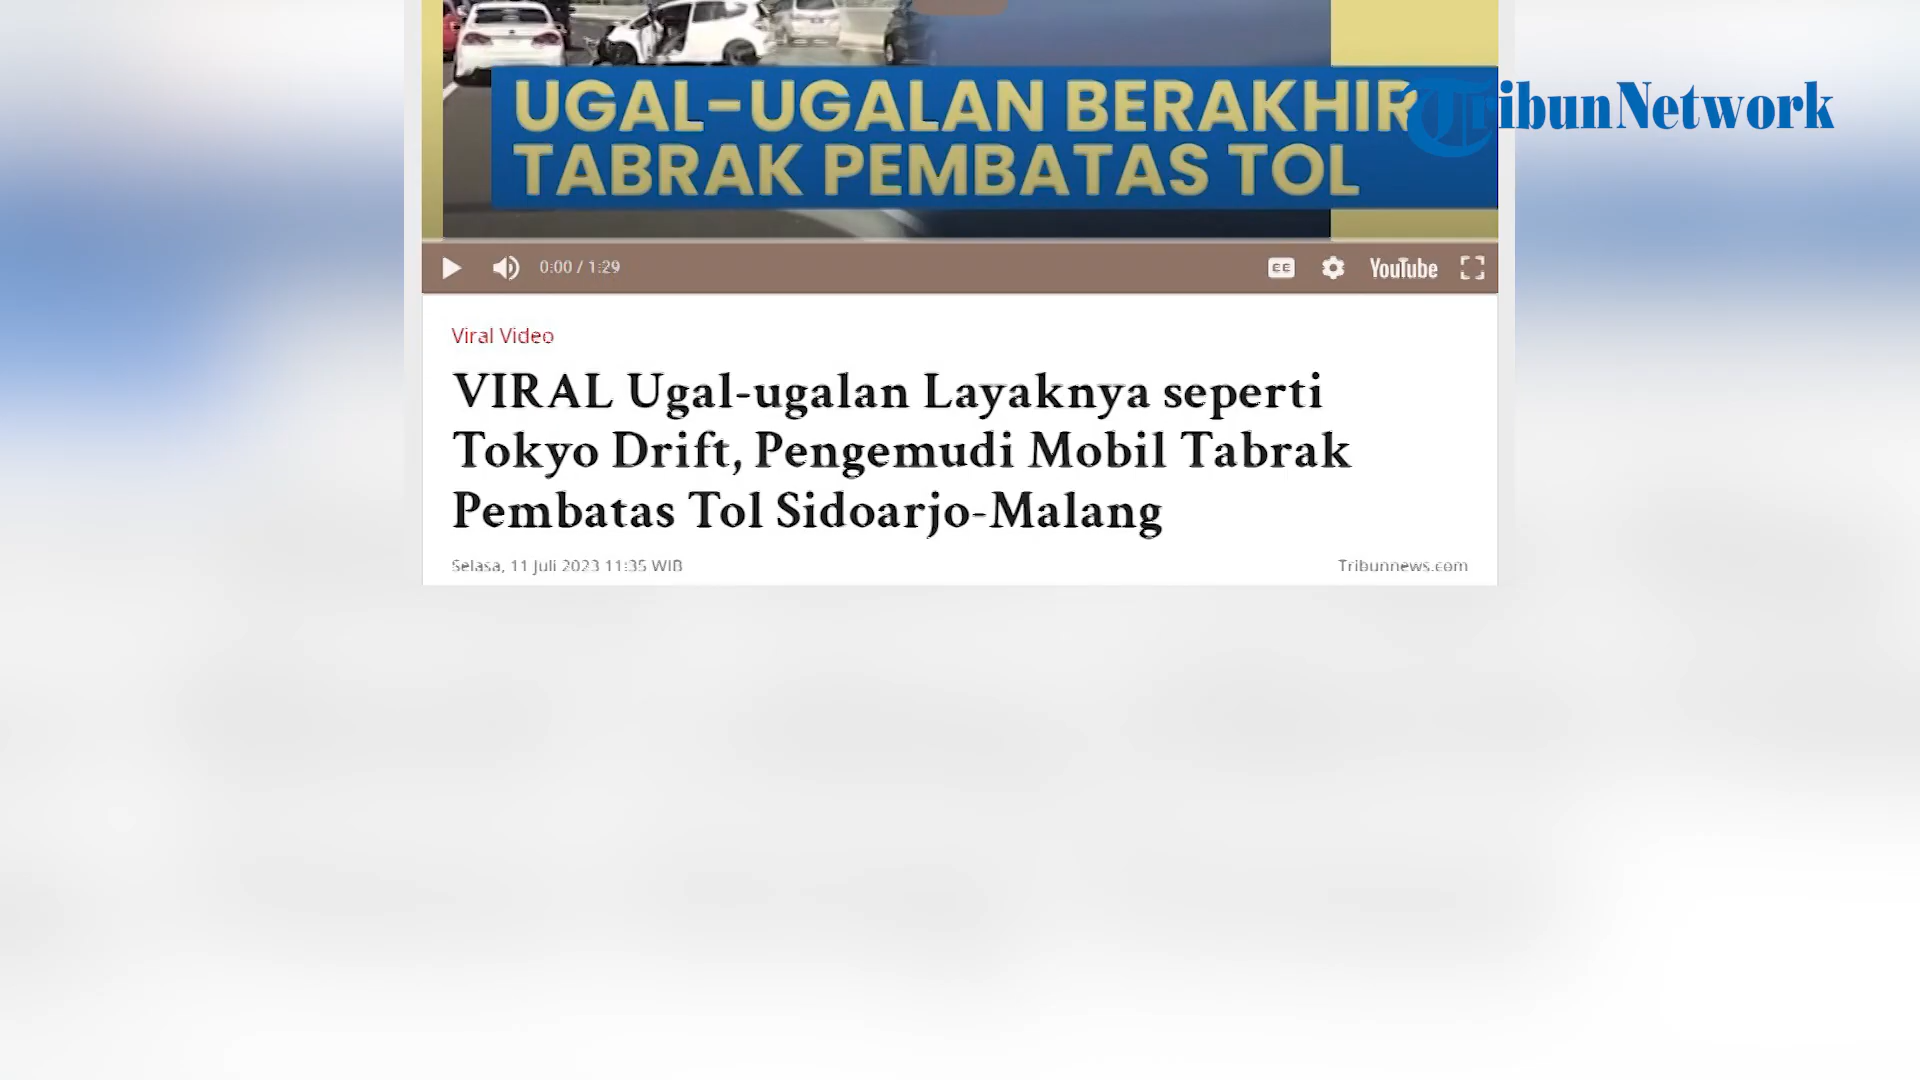 UGAL-UGALAN BERAKHIR
TribunNetwork
TABRAK PEMBATAS TOL
0:00 / 1:29
CC
YouTube
Viral Video
VIRAL Ugal-ugalan Layaknya seperti
Tokyo Drift, Pengemudi Mobil Tabrak
Pembatas Tol Sidoarjo-Malang
Selasa, 11 Juli 2023 11:35 WIB
Tribunnews.com